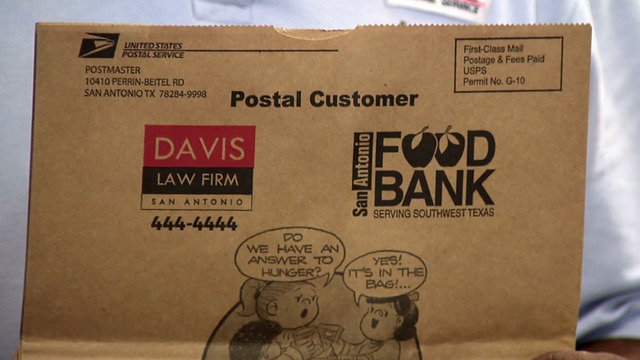 UNITED STATES
POSTAL SERVICE
POSTMASTER
10410 PERRIN-BEITEL RD
SAN ANTONIO TX 78284-9998
First-Class Mail
Postage & Fees Paid
USPS
Permit No. G-10
Postal Customer
DAVIS
LAW FIRM
SAN ANTONIO
444-4444
San Antonio
FOOD
BANK
SERVING SOUTHWEST TEXAS
DO
WE HAVE AN
ANSWER TO
HUNGER?
YES!
IT'S IN THE
BAG!...